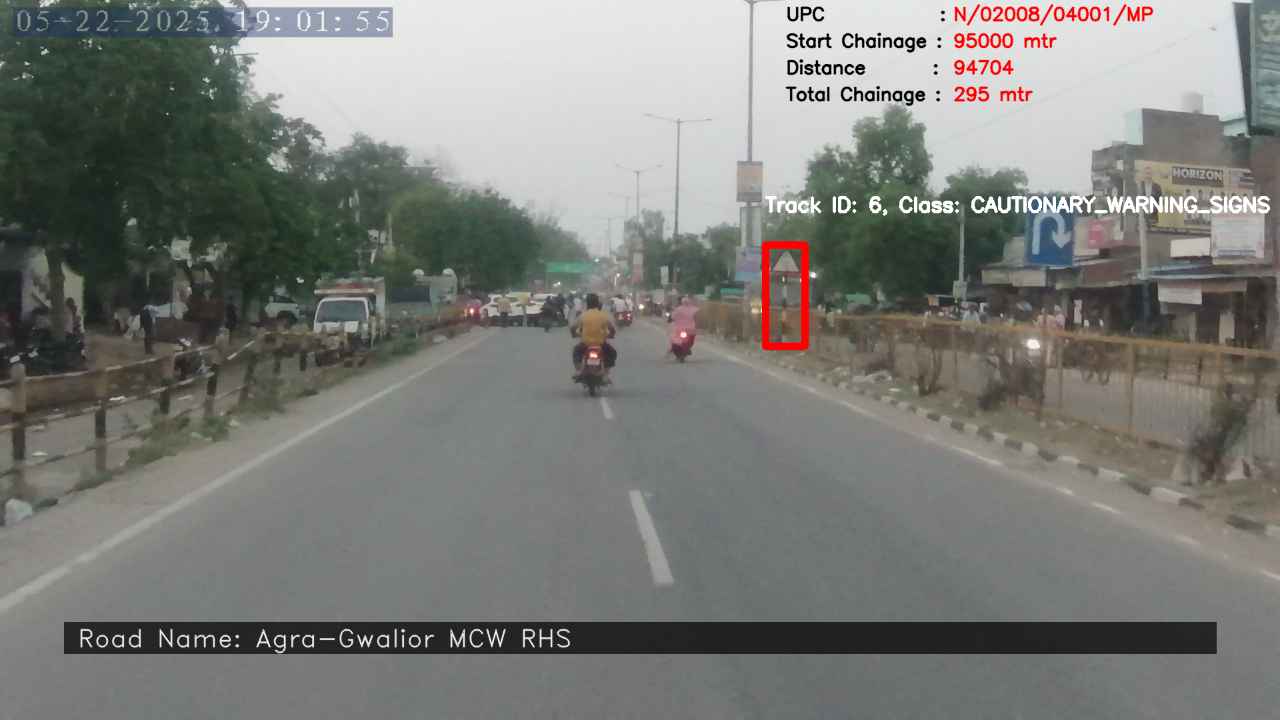 05-22-2025 19:01:55
UPC : N/02008/04001/MP
Start Chainage : 95000 mtr
Distance : 94704
Total Chainage : 295 mtr
HORIZON
Track ID: 6, Class: CAUTIONARY_WARNING_SIGNS
Road Name: Agra-Gwalior MCW RHS